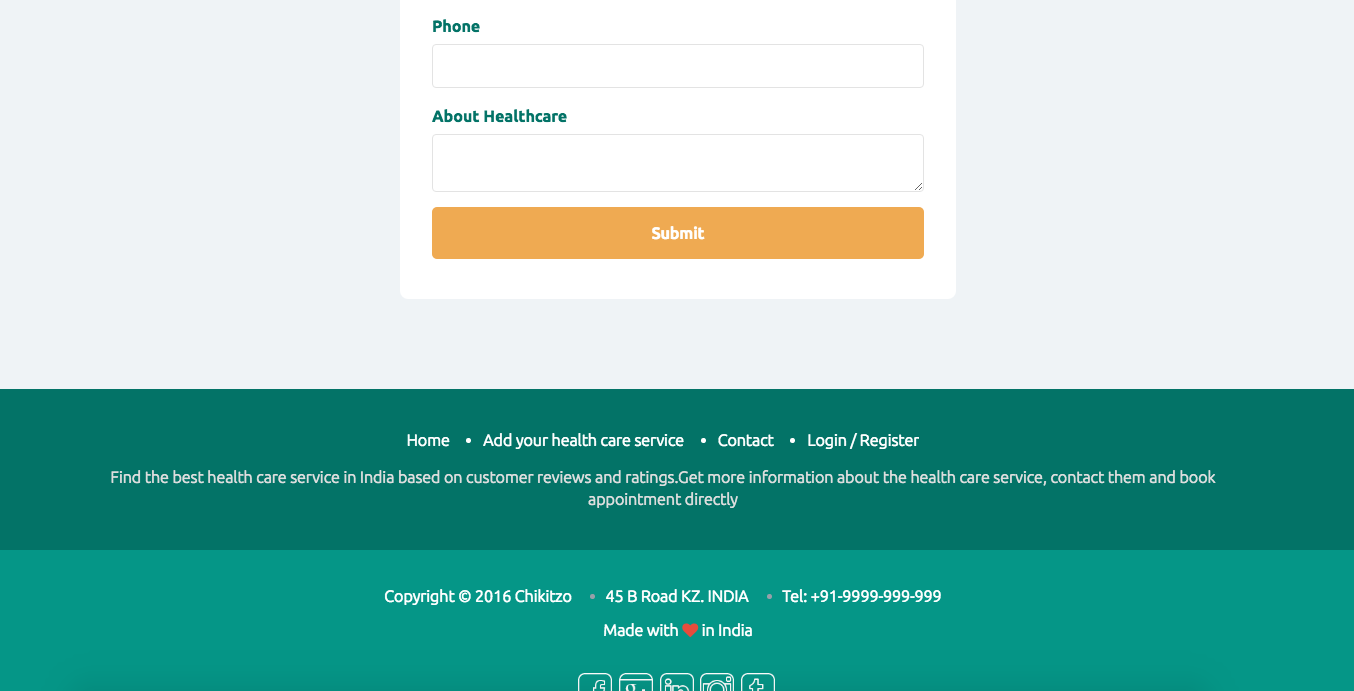 Phone
About Healthcare
Submit
Home • Add your health care service • Contact • Login / Register
Find the best health care service in India based on customer reviews and ratings.Get more information about the health care service, contact them and book
appointment directly
Copyright © 2016 Chikitzo • 45 B Road KZ. INDIA • Tel: +91-9999-999-999
Made with ❤ in India